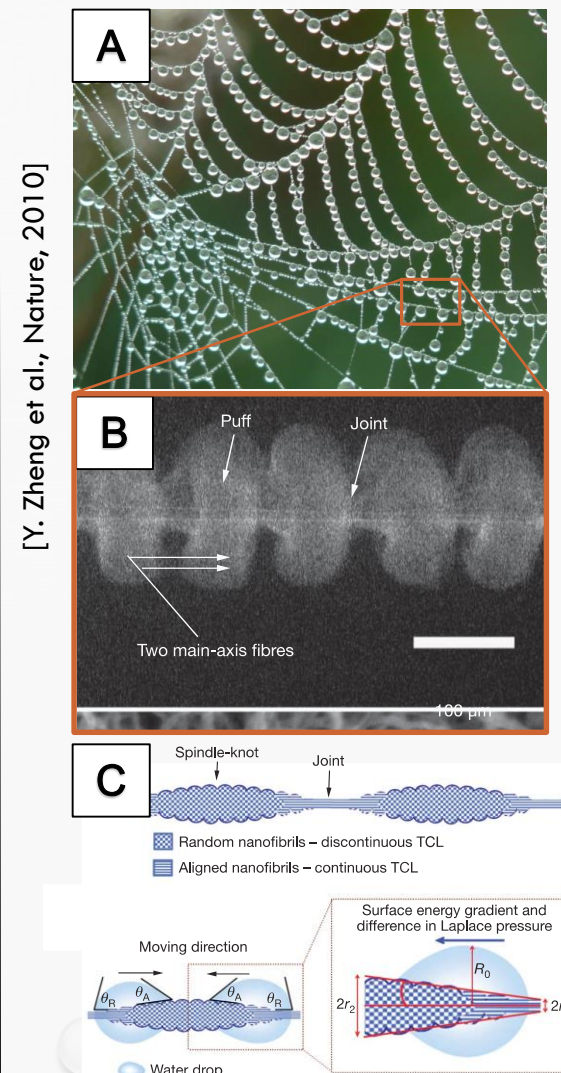 [Y. Zheng et al., Nature, 2010]
A
B
Puff
Joint
Two main-axis fibres
100 μm
C
Spindle-knot
Joint
Random nanofibrils – discontinuous TCL
Aligned nanofibrils – continuous TCL
Surface energy gradient and
difference in Laplace pressure
Moving direction
R₀
θR
θA
θA
θR
2r₂
Water drop